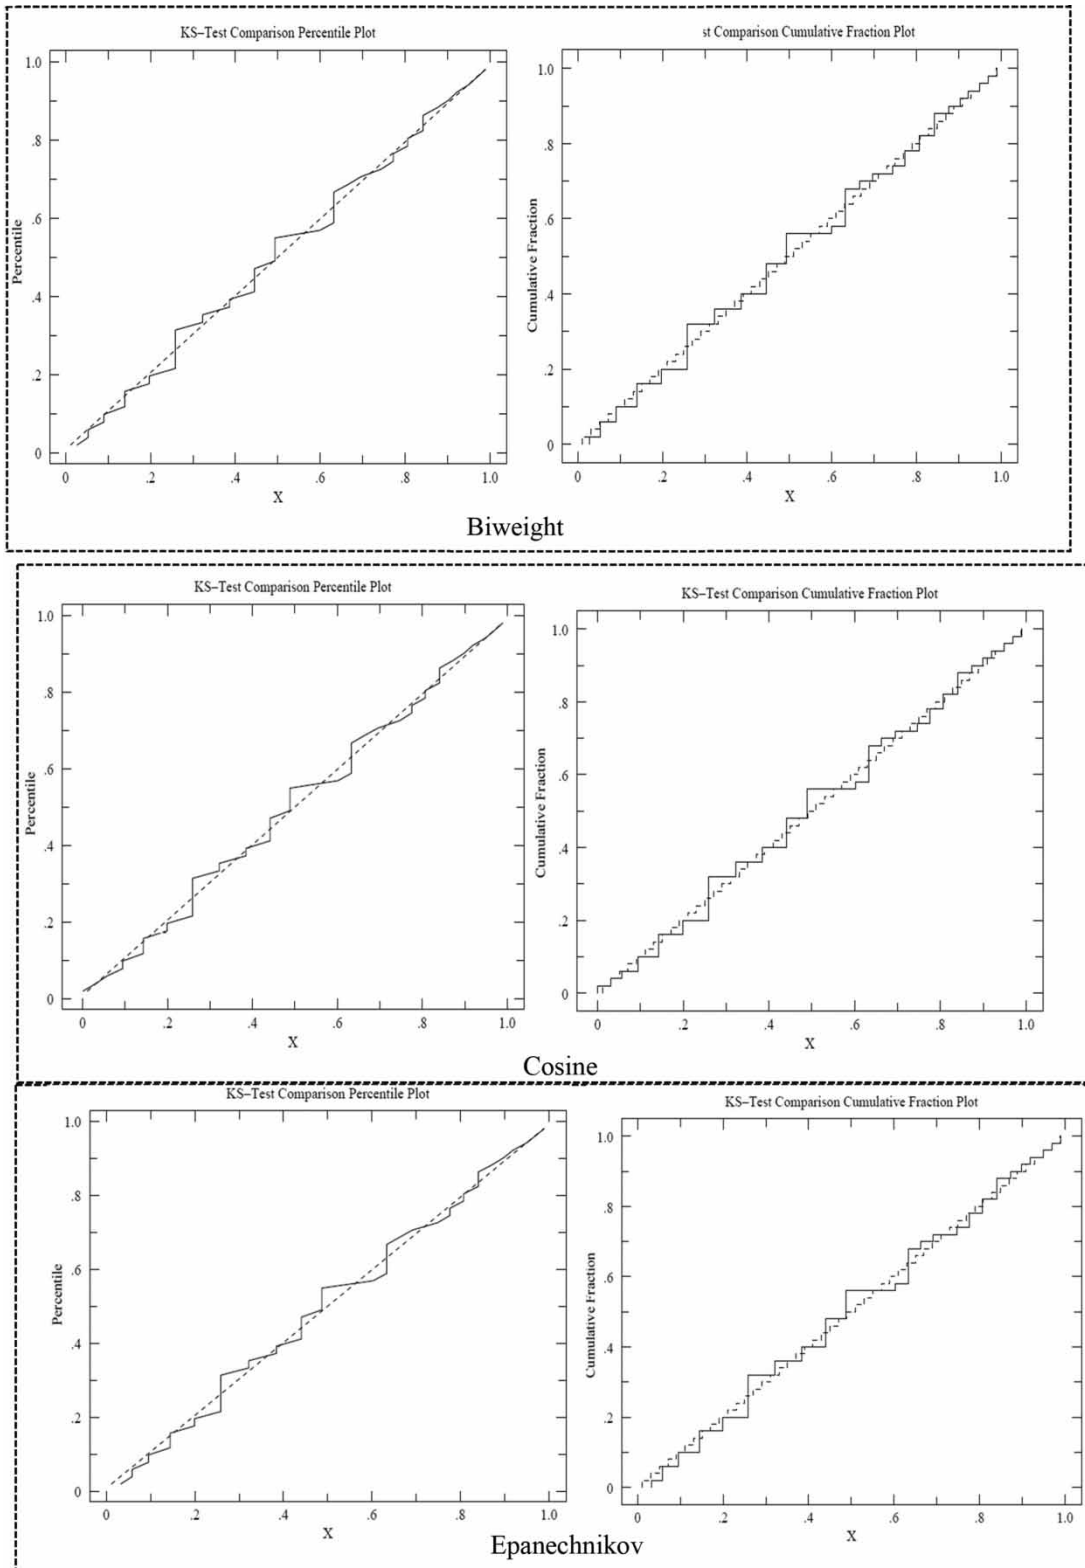 KS–Test Comparison Percentile Plot
st Comparison Cumulative Fraction Plot
Percentile
1.0
.8
.6
.4
.2
0
0 .2 .4 .6 .8 1.0
X
Cumulative Fraction
1.0
.8
.6
.4
.2
0
0 .2 .4 .6 .8 1.0
X
Biweight
KS–Test Comparison Percentile Plot
KS–Test Comparison Cumulative Fraction Plot
Percentile
1.0
.8
.6
.4
.2
0
0 .2 .4 .6 .8 1.0
X
Cumulative Fraction
1.0
.8
.6
.4
.2
0
0 .2 .4 .6 .8 1.0
X
Cosine
KS–Test Comparison Percentile Plot
KS–Test Comparison Cumulative Fraction Plot
Percentile
1.0
.8
.6
.4
.2
0
0 .2 .4 .6 .8 1.0
X
Cumulative Fraction
1.0
.8
.6
.4
.2
0
0 .2 .4 .6 .8 1.0
X
Epanechnikov